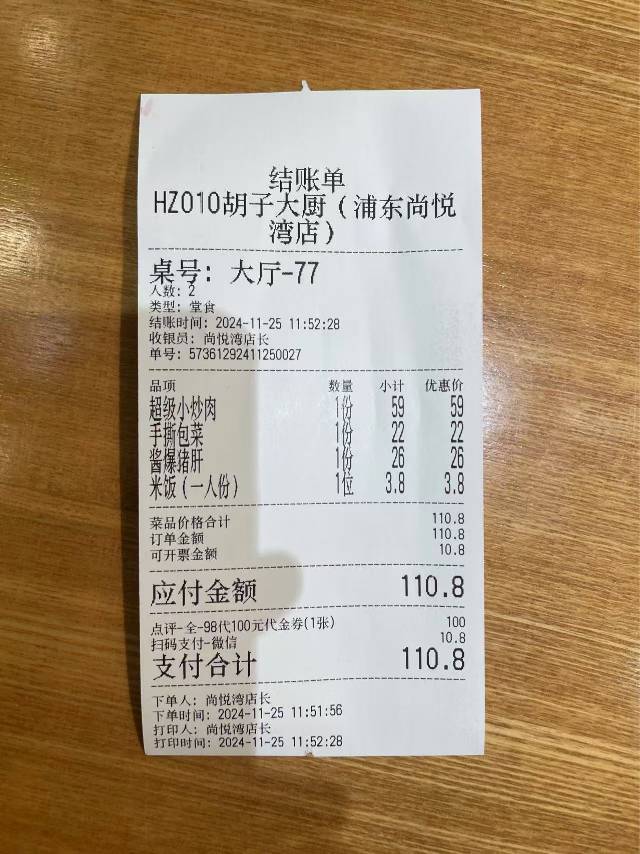 结账单
HZ010胡子大厨（浦东尚悦
湾店）
桌号: 大厅-77
人数: 2
类型: 堂食
结账时间: 2024-11-25 11:52:28
收银员: 尚悦湾店长
单号: 57361292411250027
品项 数量 小计 优惠价
超级小炒肉 1份 59 59
手撕包菜 1份 22 22
酱爆猪肝 1份 26 26
米饭（一人份） 1位 3.8 3.8
菜品价格合计 110.8
订单金额 110.8
可开票金额 10.8
应付金额 110.8
点评-全-98代100元代金券(1张) 100
扫码支付-微信 10.8
支付合计 110.8
下单人: 尚悦湾店长
下单时间: 2024-11-25 11:51:56
打印人: 尚悦湾店长
打印时间: 2024-11-25 11:52:28